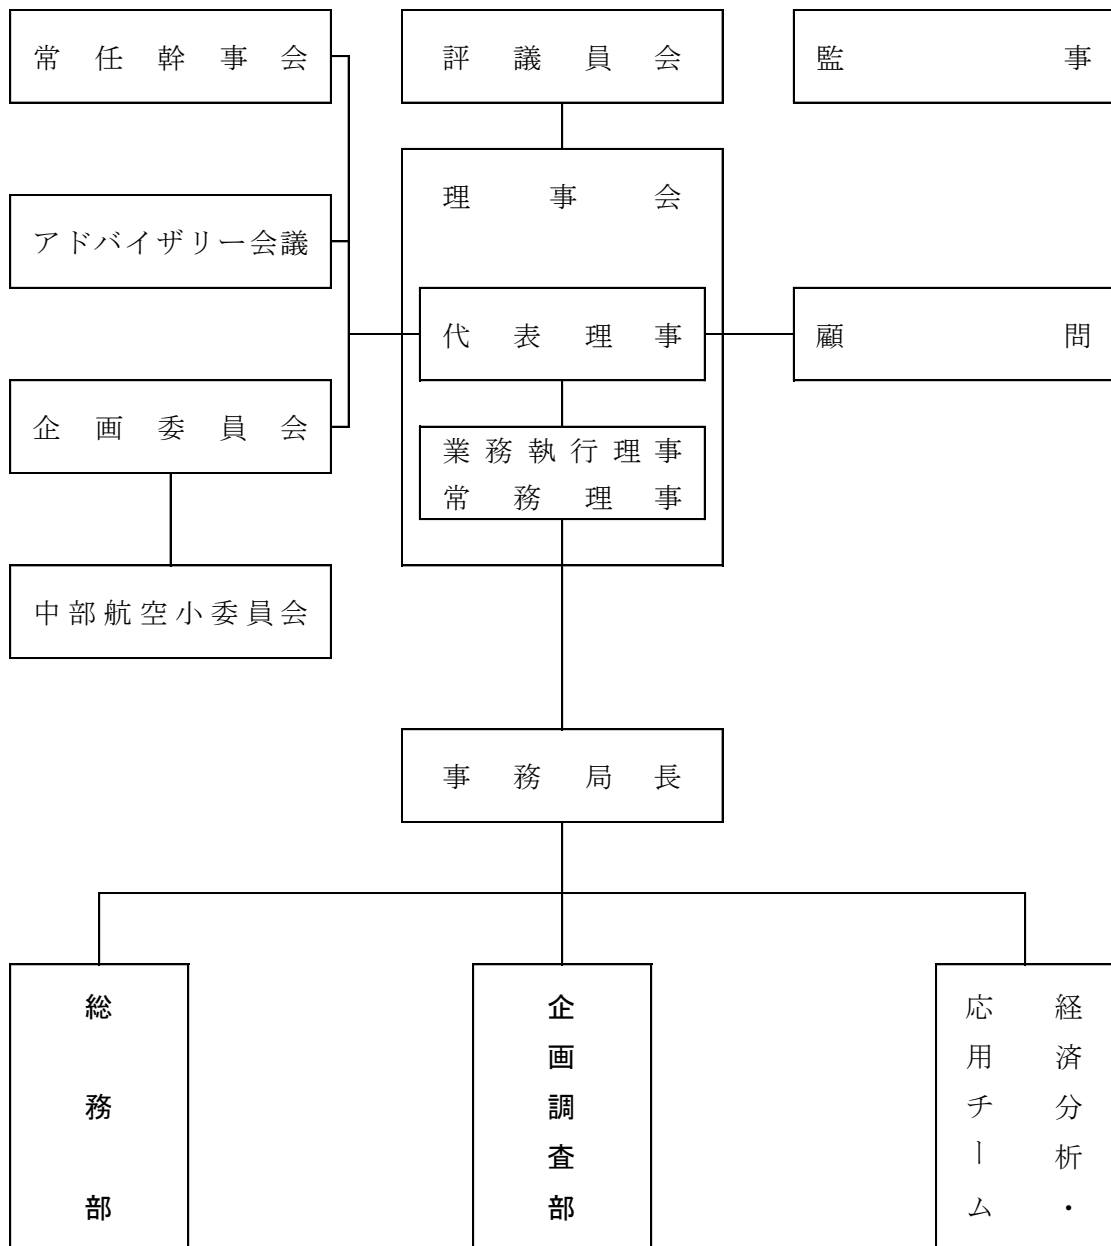 常任幹事会
評議員会
監事
理事会
アドバイザリー会議
代表理事
顧問
企画委員会
業務執行理事
常務理事
中部航空小委員会
事務局長
総務部
企画調査部
経済分析・
応用チーム